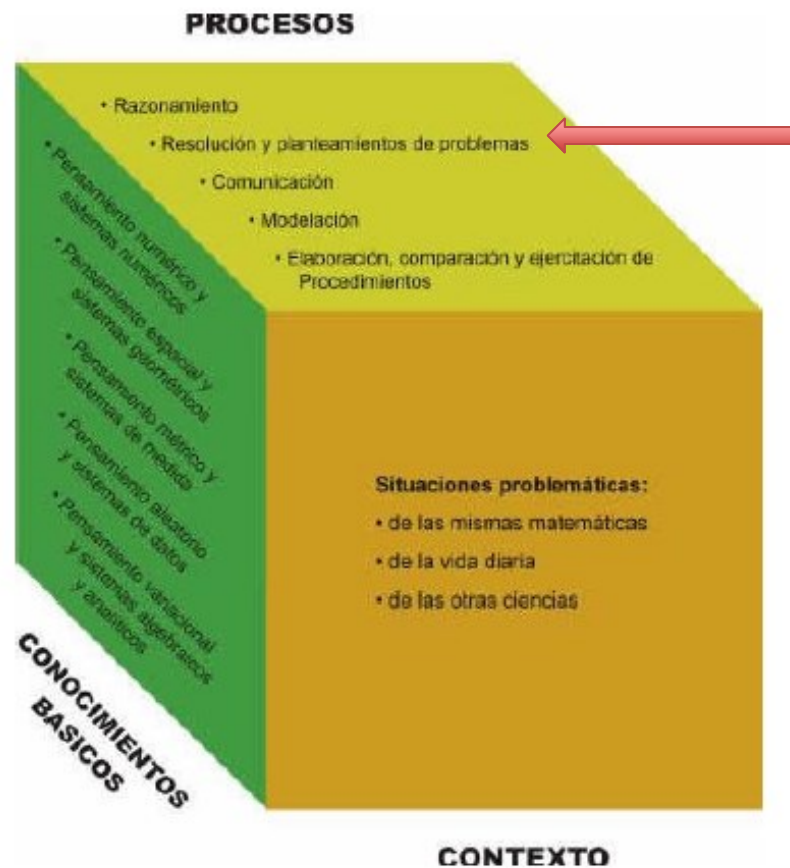 PROCESOS
• Razonamiento
• Resolución y planteamientos de problemas
• Comunicación
• Modelación
• Elaboración, comparación y ejercitación de
Procedimientos
• Pensamiento numérico y
sistemas numéricos
• Pensamiento espacial y
sistemas geométricos
• Pensamiento métrico y
sistemas de medida
• Pensamiento aleatorio
y sistemas de datos
• Pensamiento variacional
y sistemas algebraicos
y analíticos
Situaciones problemáticas:
• de las mismas matemáticas
• de la vida diaria
• de las otras ciencias
CONOCIMIENTOS
BASICOS
CONTEXTO